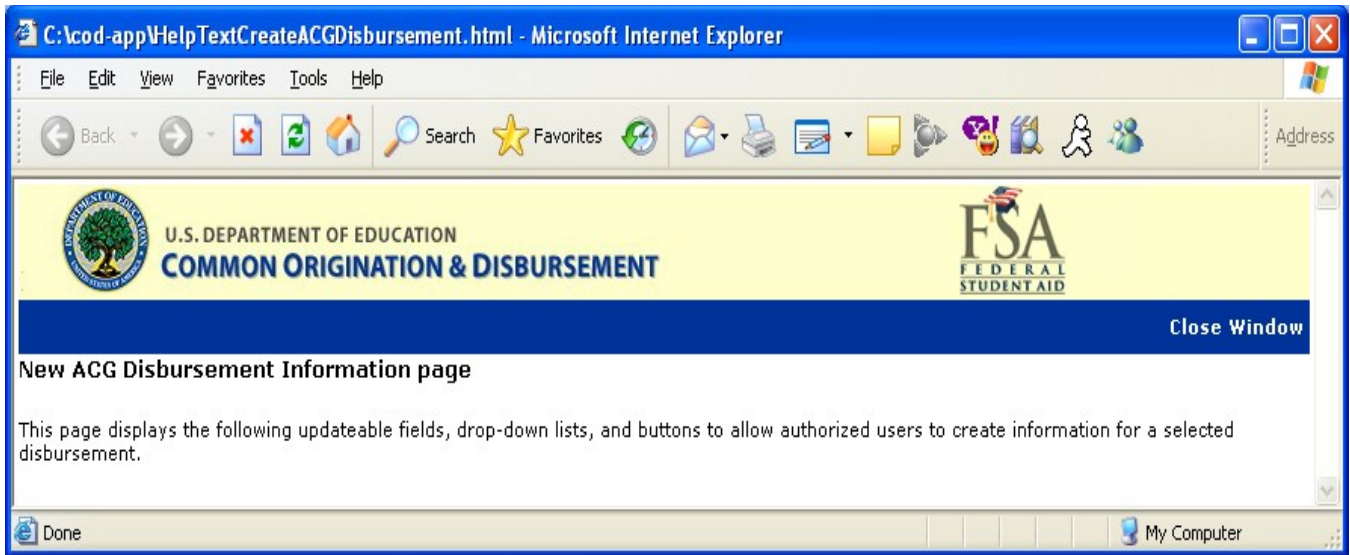 C:\cod-app\HelpTextCreateACGDisbursement.html - Microsoft Internet Explorer
File Edit View Favorites Tools Help
Back Search Favorites Address
U.S. DEPARTMENT OF EDUCATION
COMMON ORIGINATION & DISBURSEMENT
FSA
FEDERAL
STUDENT AID
Close Window
New ACG Disbursement Information page
This page displays the following updateable fields, drop-down lists, and buttons to allow authorized users to create information for a selected
disbursement.
Done My Computer